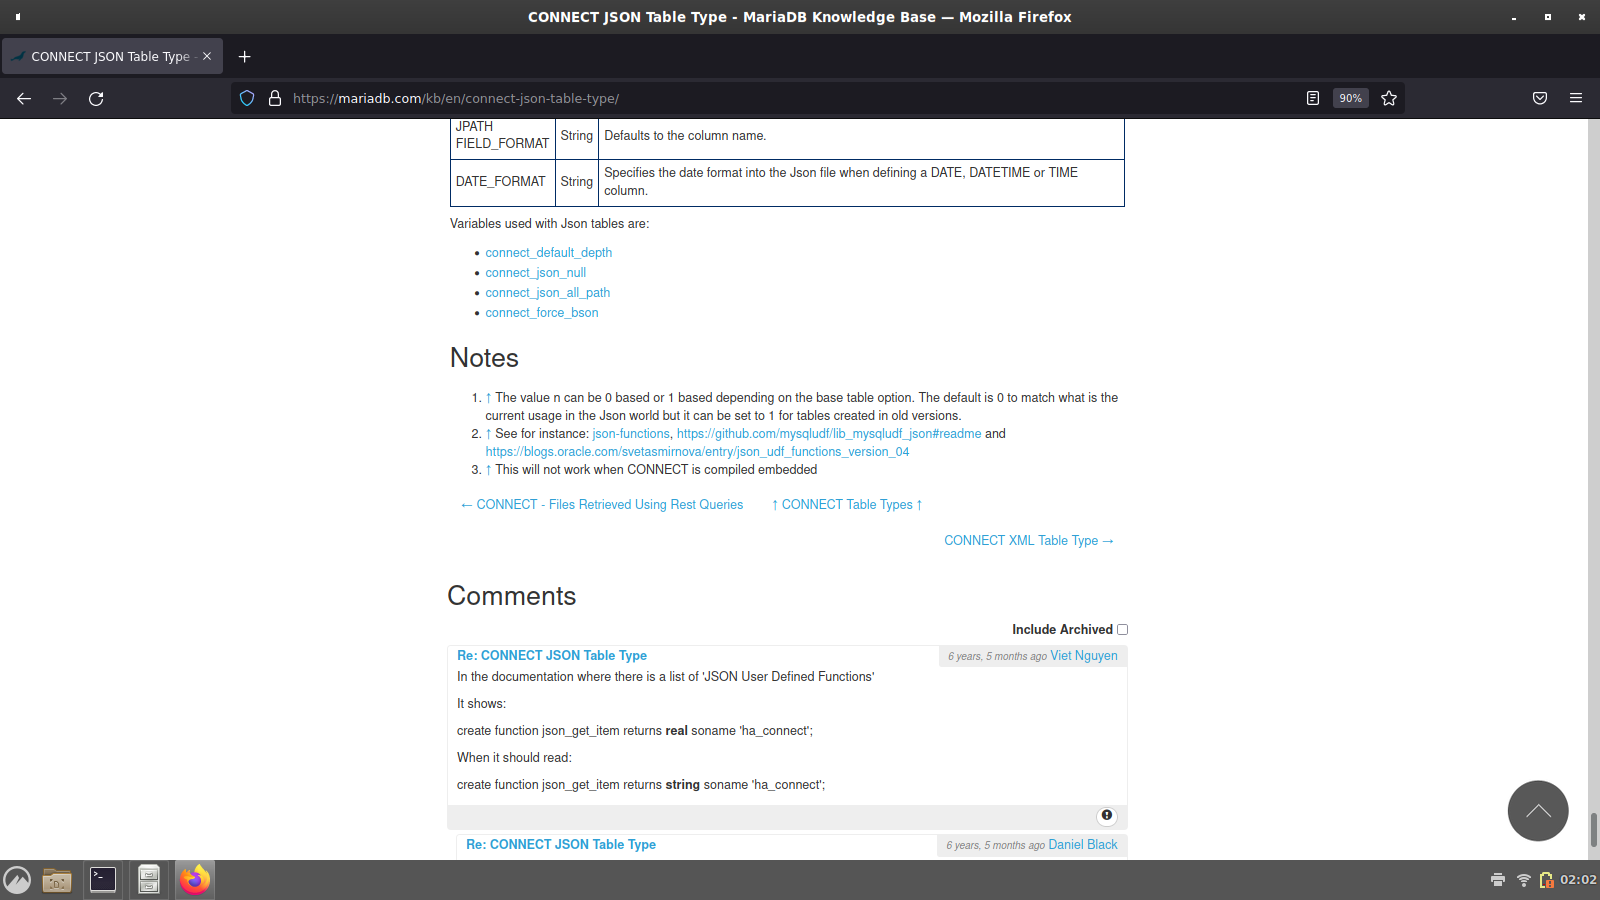 CONNECT JSON Table Type - MariaDB Knowledge Base — Mozilla Firefox
CONNECT JSON Table Type -
https://mariadb.com/kb/en/connect-json-table-type/
90%
JPATH
FIELD_FORMAT
String
Defaults to the column name.
DATE_FORMAT
String
Specifies the date format into the Json file when defining a DATE, DATETIME or TIME
column.
Variables used with Json tables are:
• connect_default_depth
• connect_json_null
• connect_json_all_path
• connect_force_bson
Notes
1. ↑ The value n can be 0 based or 1 based depending on the base table option. The default is 0 to match what is the
current usage in the Json world but it can be set to 1 for tables created in old versions.
2. ↑ See for instance: json-functions, https://github.com/mysqludf/lib_mysqludf_json#readme and
https://blogs.oracle.com/svetasmirnova/entry/json_udf_functions_version_04
3. ↑ This will not work when CONNECT is compiled embedded
← CONNECT - Files Retrieved Using Rest Queries ↑ CONNECT Table Types ↑
CONNECT XML Table Type →
Comments
Include Archived
Re: CONNECT JSON Table Type
6 years, 5 months ago Viet Nguyen
In the documentation where there is a list of 'JSON User Defined Functions'
It shows:
create function json_get_item returns real soname 'ha_connect';
When it should read:
create function json_get_item returns string soname 'ha_connect';
Re: CONNECT JSON Table Type
6 years, 5 months ago Daniel Black
02:02